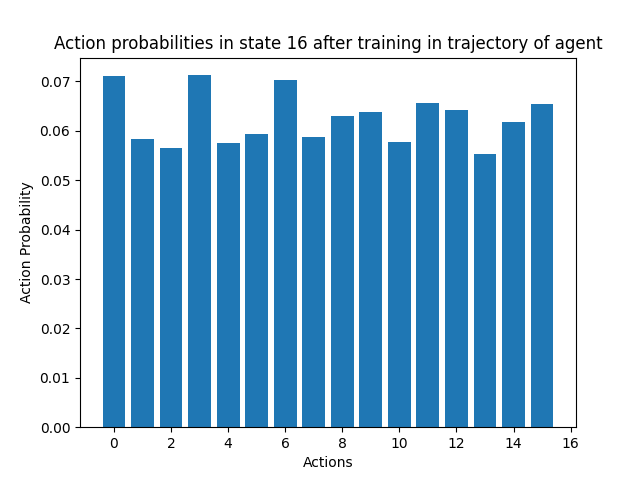 Action probabilities in state 16 after training in trajectory of agent
0.07
0.06
0.05
0.04
0.03
0.02
0.01
0.00
Action Probability
0 2 4 6 8 10 12 14 16
Actions